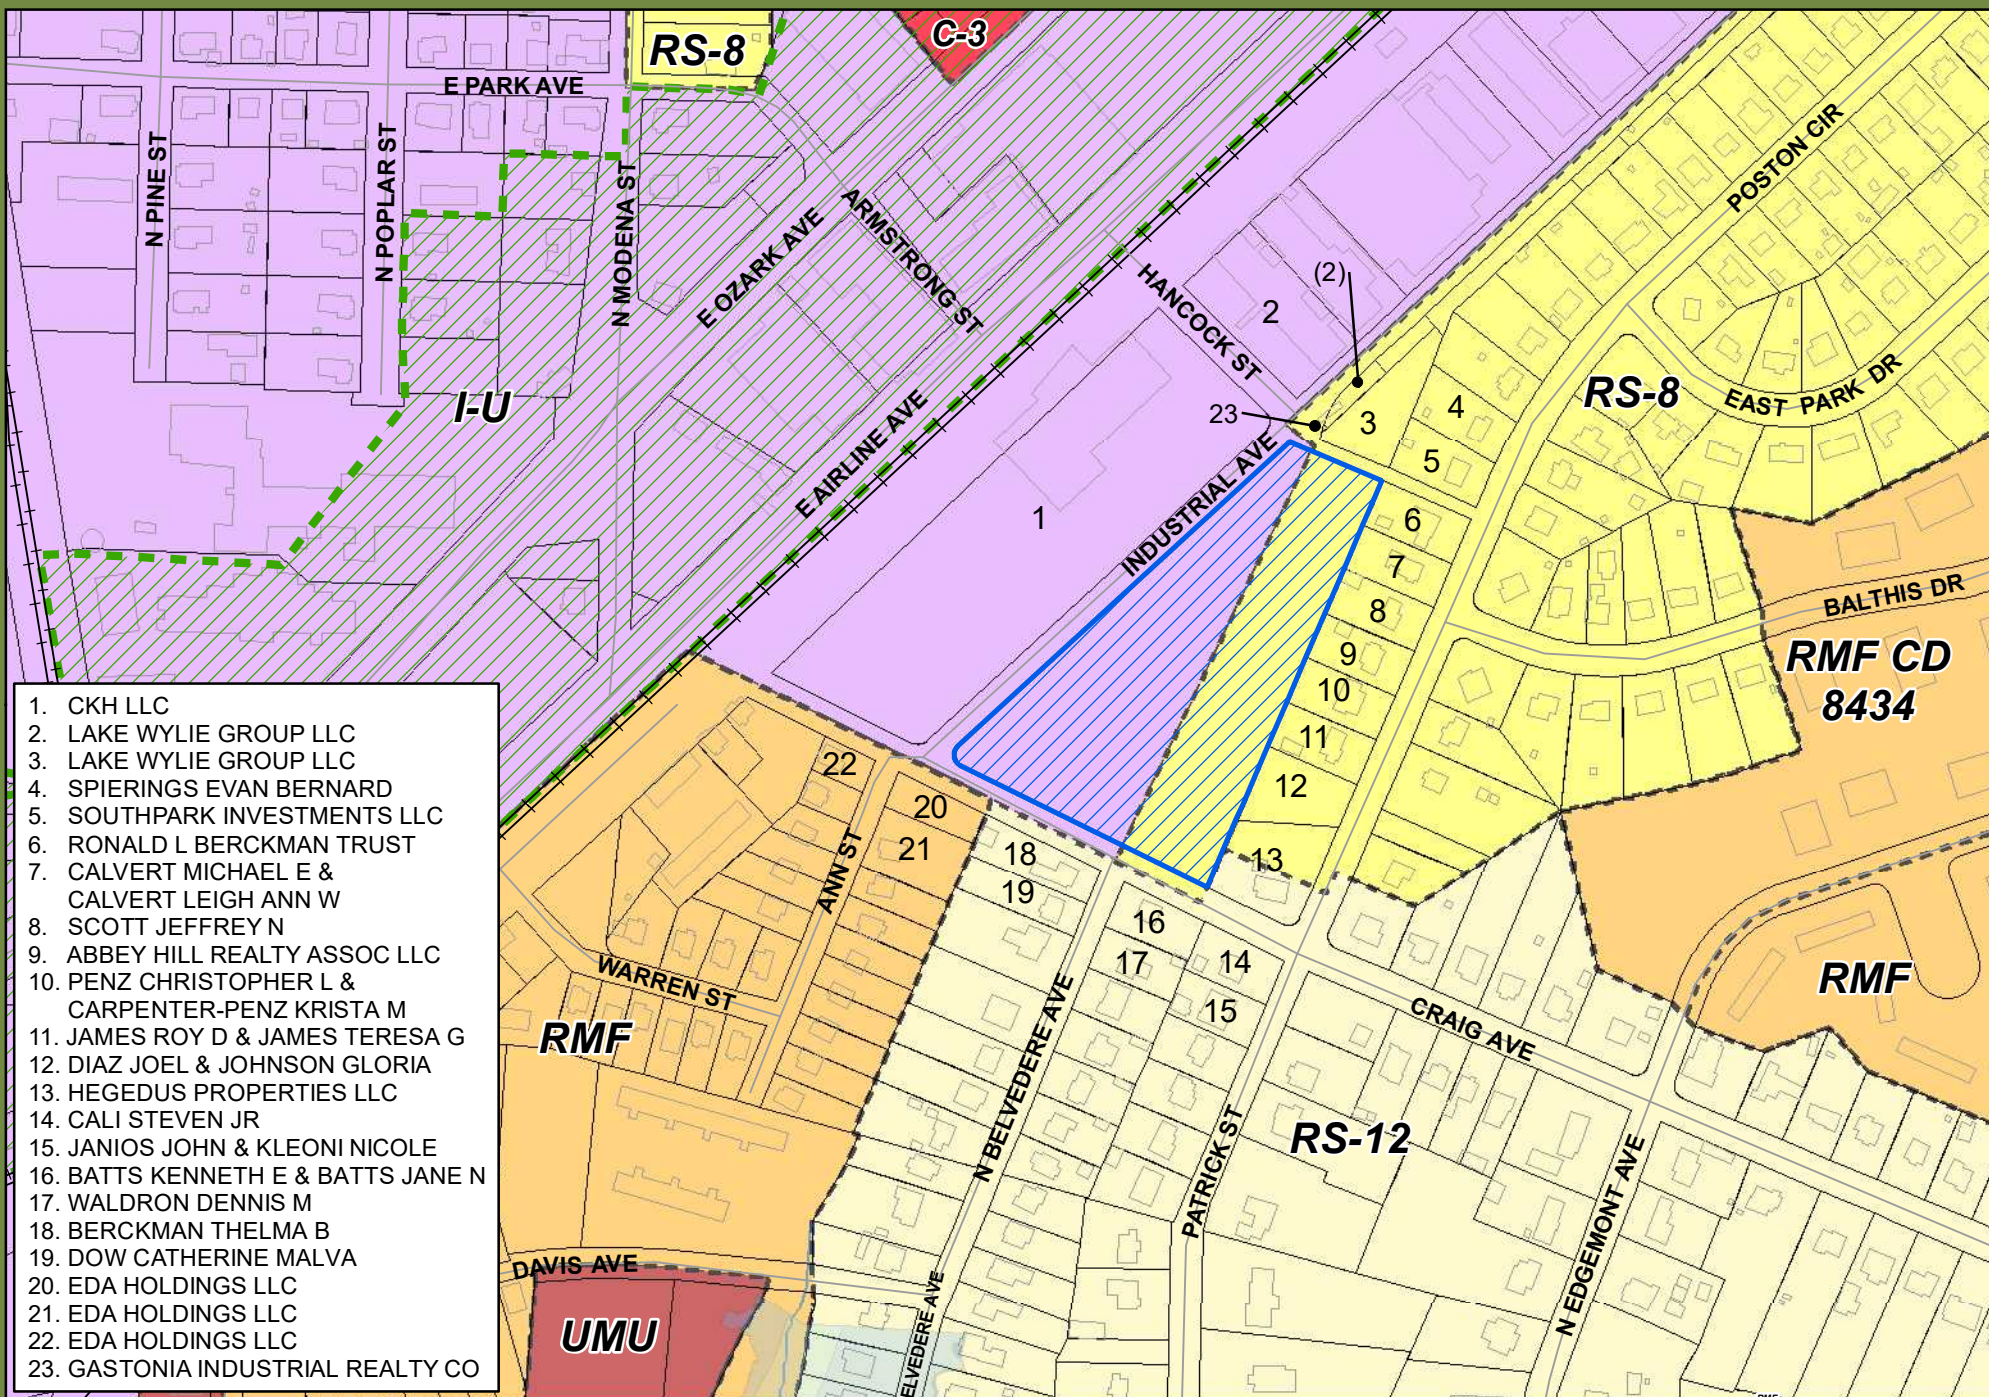 C-3
RS-8
E PARK AVE
N PINE ST
N POPLAR ST
N MODENA ST
E OZARK AVE
ARMSTRONG ST
HANCOCK ST
POSTON CIR
(2)
2
I-U
E AIRLINE AVE
23
3
4
5
RS-8
EAST PARK DR
INDUSTRIAL AVE
1
6
7
8
9
10
11
12
13
BALTHIS DR
RMF CD
8434
22
20
21
18
19
16
17
14
15
ANN ST
WARREN ST
RMF
N BELVEDERE AVE
PATRICK ST
CRAIG AVE
RMF
RS-12
N EDGEMONT AVE
DAVIS AVE
UMU
ELVEDERE AVE
1. CKH LLC
2. LAKE WYLIE GROUP LLC
3. LAKE WYLIE GROUP LLC
4. SPIERINGS EVAN BERNARD
5. SOUTHPARK INVESTMENTS LLC
6. RONALD L BERCKMAN TRUST
7. CALVERT MICHAEL E &
CALVERT LEIGH ANN W
8. SCOTT JEFFREY N
9. ABBEY HILL REALTY ASSOC LLC
10. PENZ CHRISTOPHER L &
CARPENTER-PENZ KRISTA M
11. JAMES ROY D & JAMES TERESA G
12. DIAZ JOEL & JOHNSON GLORIA
13. HEGEDUS PROPERTIES LLC
14. CALI STEVEN JR
15. JANIOS JOHN & KLEONI NICOLE
16. BATTS KENNETH E & BATTS JANE N
17. WALDRON DENNIS M
18. BERCKMAN THELMA B
19. DOW CATHERINE MALVA
20. EDA HOLDINGS LLC
21. EDA HOLDINGS LLC
22. EDA HOLDINGS LLC
23. GASTONIA INDUSTRIAL REALTY CO